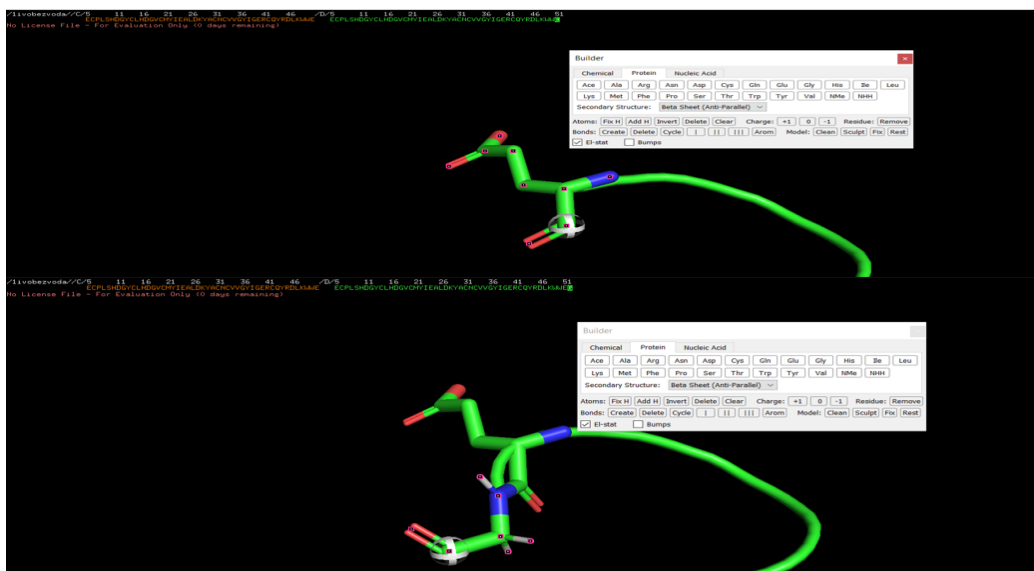 /livobezvoda//C/5 11 16 21 26 31 36 41 46 /D/5 11 16 21 26 31 36 41 46 51
ECPLSHDGYCLHDGVCMYIEALDKYACNCVVGYIGERCQYRDLKWWE ECPLSHDGYCLHDGVCMYIEALDKYACNCVVGYIGERCQYRDLKWWE
No License File - For Evaluation Only (0 days remaining)
Builder
Chemical Protein Nucleic Acid
Ace Ala Arg Asn Asp Cys Gln Glu Gly His Ile Leu
Lys Met Phe Pro Ser Thr Trp Tyr Val NMe NHH
Secondary Structure: Beta Sheet (Anti-Parallel)
Atoms: Fix H Add H Invert Delete Clear Charge: +1 0 -1 Residue: Remove
Bonds: Create Delete Cycle | || ||| Arom Model: Clean Sculpt Fix Rest
El-stat Bumps
/livobezvoda//C/5 11 16 21 26 31 36 41 46 /D/5 11 16 21 26 31 36 41 46 51
ECPLSHDGYCLHDGVCMYIEALDKYACNCVVGYIGERCQYRDLKWWE ECPLSHDGYCLHDGVCMYIEALDKYACNCVVGYIGERCQYRDLKWWEG
No License File - For Evaluation Only (0 days remaining)
Builder
Chemical Protein Nucleic Acid
Ace Ala Arg Asn Asp Cys Gln Glu Gly His Ile Leu
Lys Met Phe Pro Ser Thr Trp Tyr Val NMe NHH
Secondary Structure: Beta Sheet (Anti-Parallel)
Atoms: Fix H Add H Invert Delete Clear Charge: +1 0 -1 Residue: Remove
Bonds: Create Delete Cycle | || ||| Arom Model: Clean Sculpt Fix Rest
El-stat Bumps